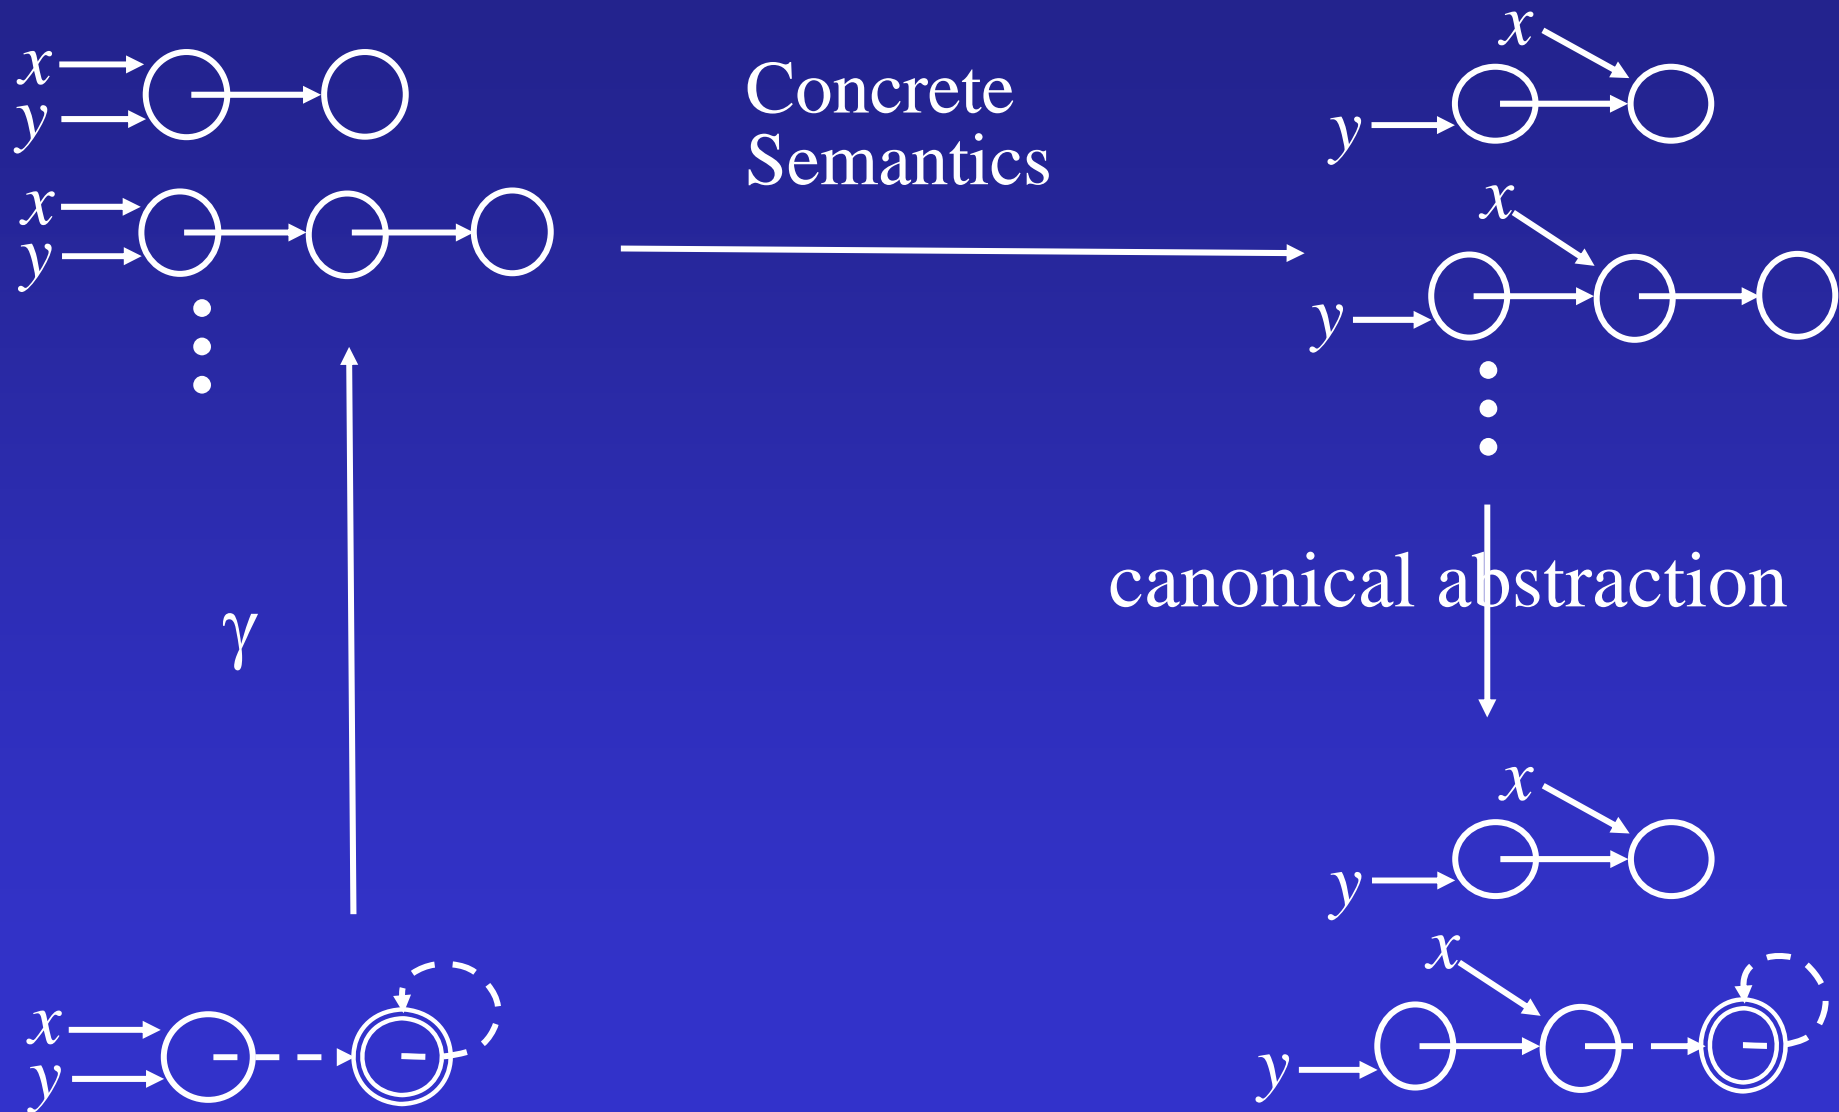 x
y
x
y
Concrete
Semantics
x
y
x
y
γ
canonical abstraction
x
y
x
y
x
y